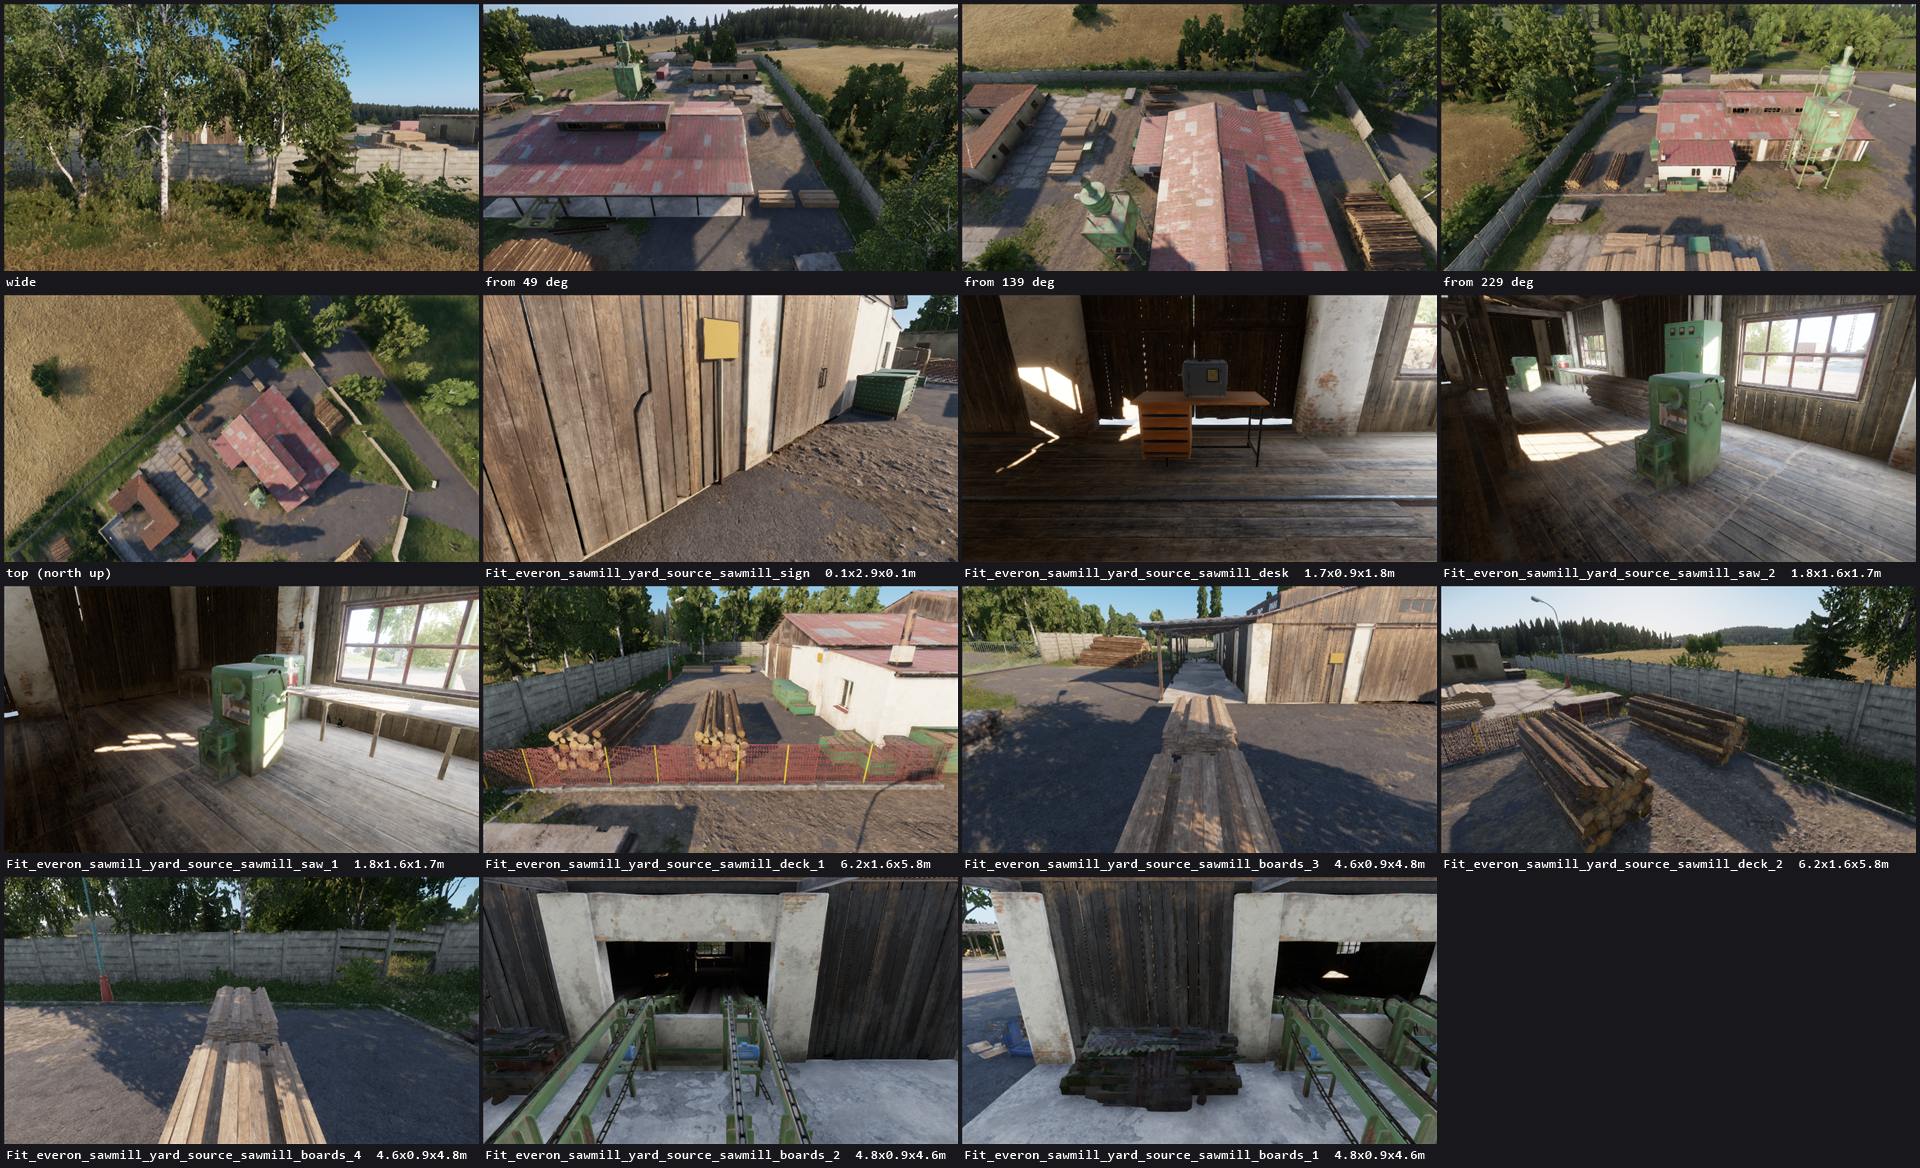 wide
from 49 deg
from 139 deg
from 229 deg
top (north up)
Fit_everon_sawmill_yard_source_sawmill_sign 0.1x2.9x0.1m
Fit_everon_sawmill_yard_source_sawmill_desk 1.7x0.9x1.8m
Fit_everon_sawmill_yard_source_sawmill_saw_2 1.8x1.6x1.7m
Fit_everon_sawmill_yard_source_sawmill_saw_1 1.8x1.6x1.7m
Fit_everon_sawmill_yard_source_sawmill_deck_1 6.2x1.6x5.8m
Fit_everon_sawmill_yard_source_sawmill_boards_3 4.6x0.9x4.8m
Fit_everon_sawmill_yard_source_sawmill_deck_2 6.2x1.6x5.8m
Fit_everon_sawmill_yard_source_sawmill_boards_4 4.6x0.9x4.8m
Fit_everon_sawmill_yard_source_sawmill_boards_2 4.8x0.9x4.6m
Fit_everon_sawmill_yard_source_sawmill_boards_1 4.8x0.9x4.6m